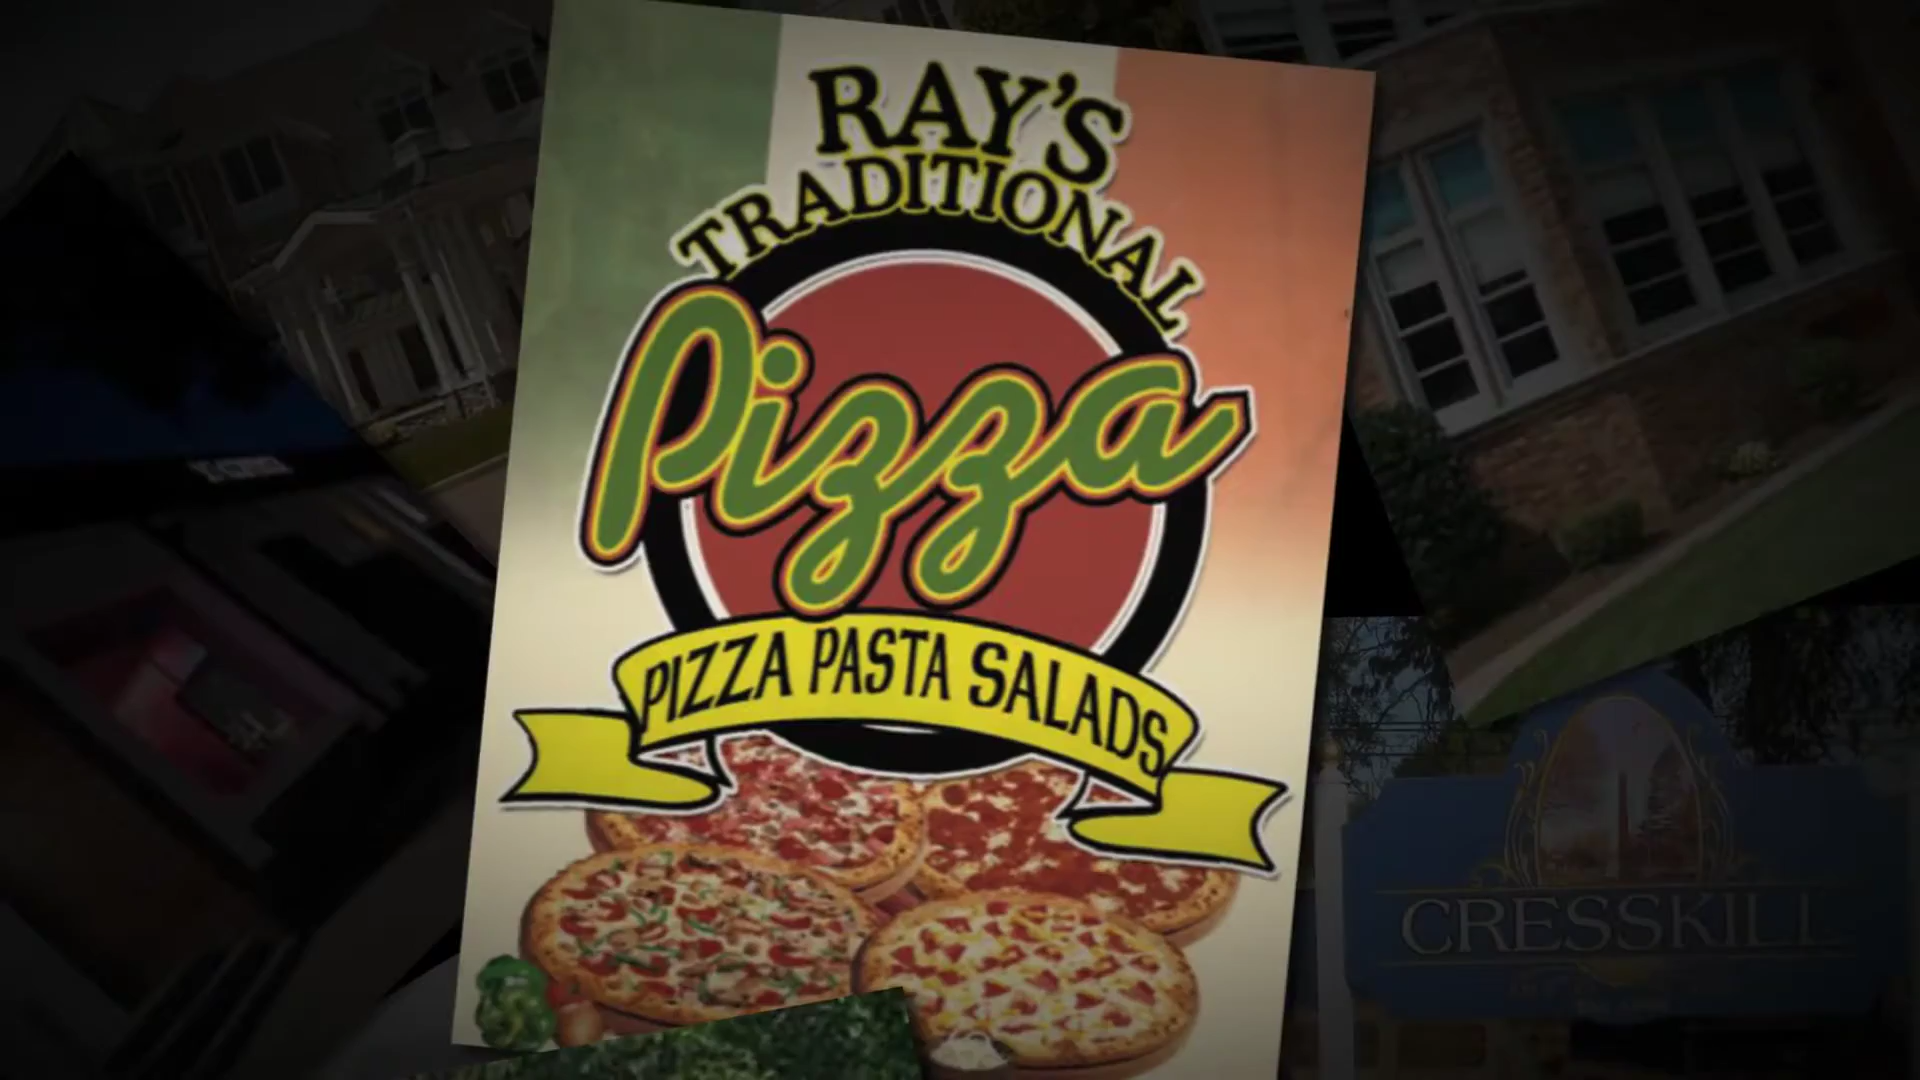 RAY'S
TRADITIONAL
Pizza
PIZZA PASTA SALADS
CRESSKILL